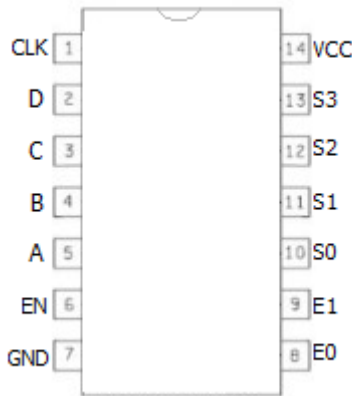 CLK 1 14 VCC
D 2 13 S3
C 3 12 S2
B 4 11 S1
A 5 10 S0
EN 6 9 E1
GND 7 8 E0